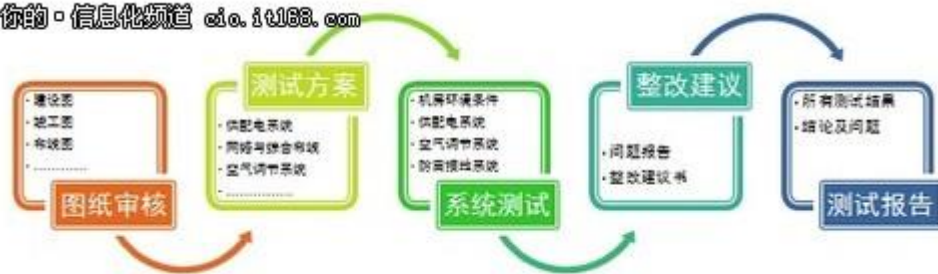 你的·信息化频道 cio.it168.com
·建设图
·竣工图
·布线图
·..............
图纸审核
测试方案
·供配电系统
·网络与综合布线
·空气调节系统
·..............
·机房环境条件
·供配电系统
·空气调节系统
·防雷接地系统
系统测试
整改建议
·问题报告
·整改建议书
·所有测试结果
·结论及问题
测试报告